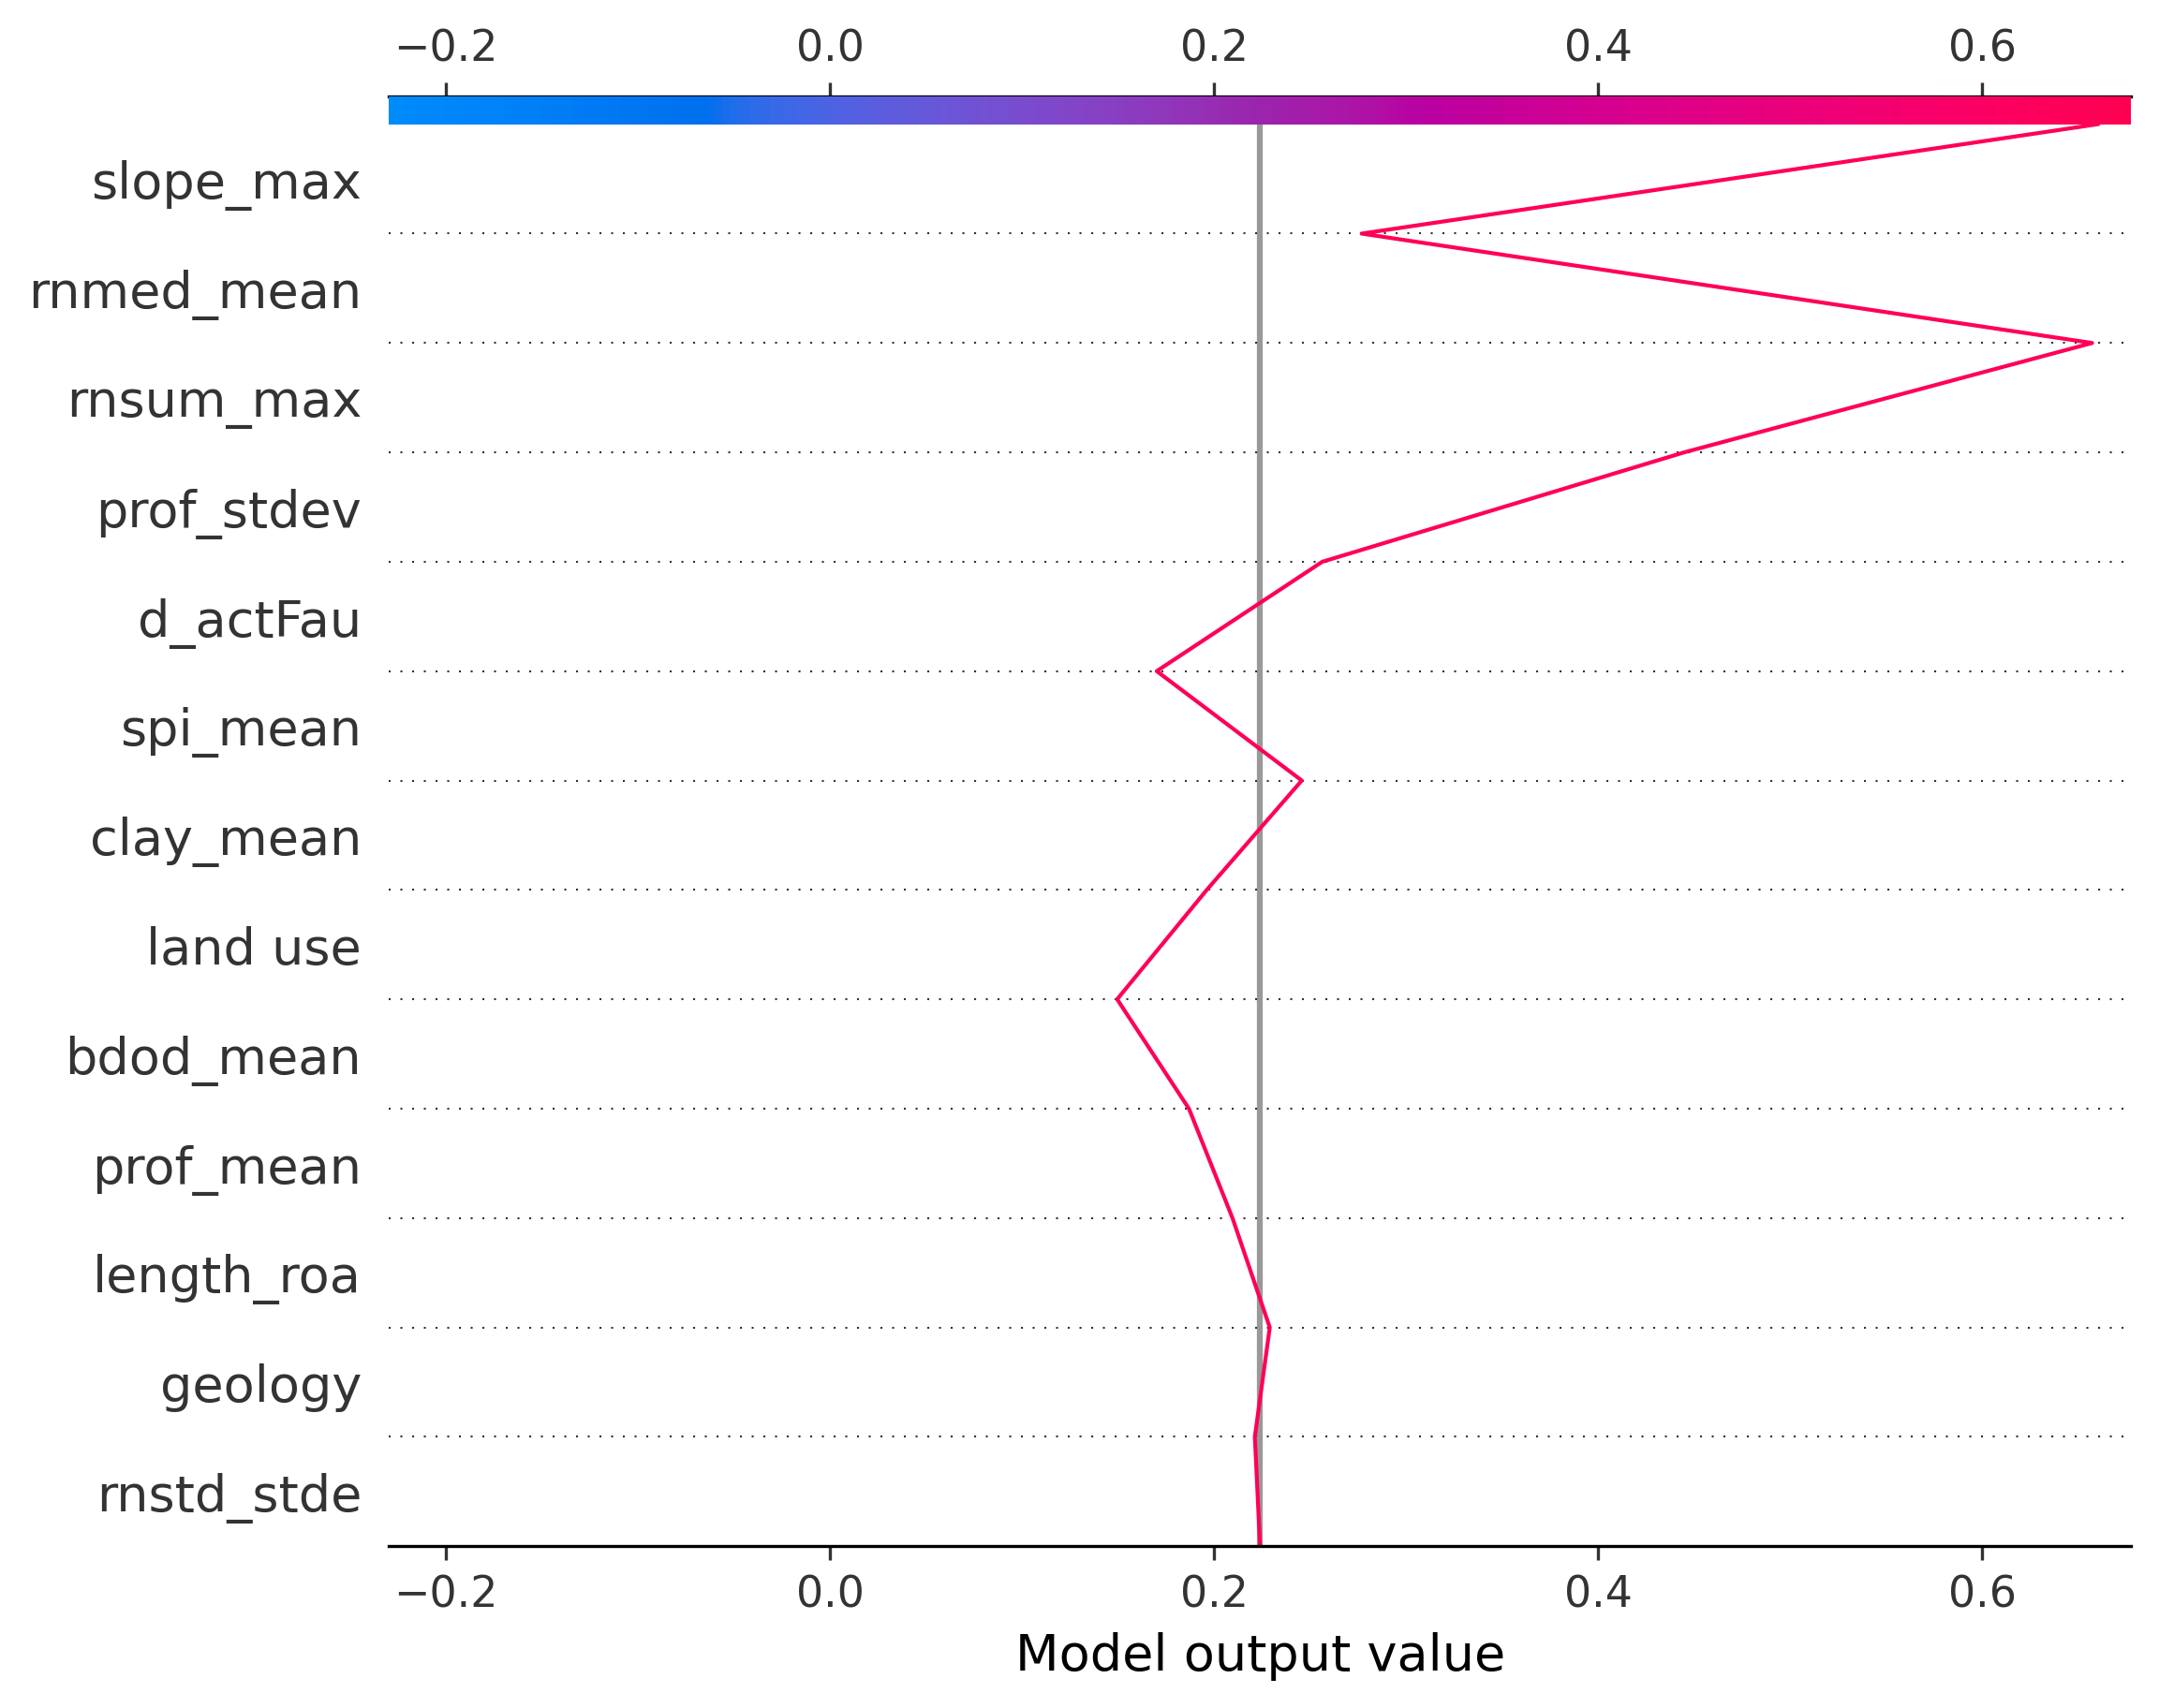 −0.2 0.0 0.2 0.4 0.6
slope_max
rnmed_mean
rnsum_max
prof_stdev
d_actFau
spi_mean
clay_mean
land use
bdod_mean
prof_mean
length_roa
geology
rnstd_stde
−0.2 0.0 0.2 0.4 0.6
Model output value